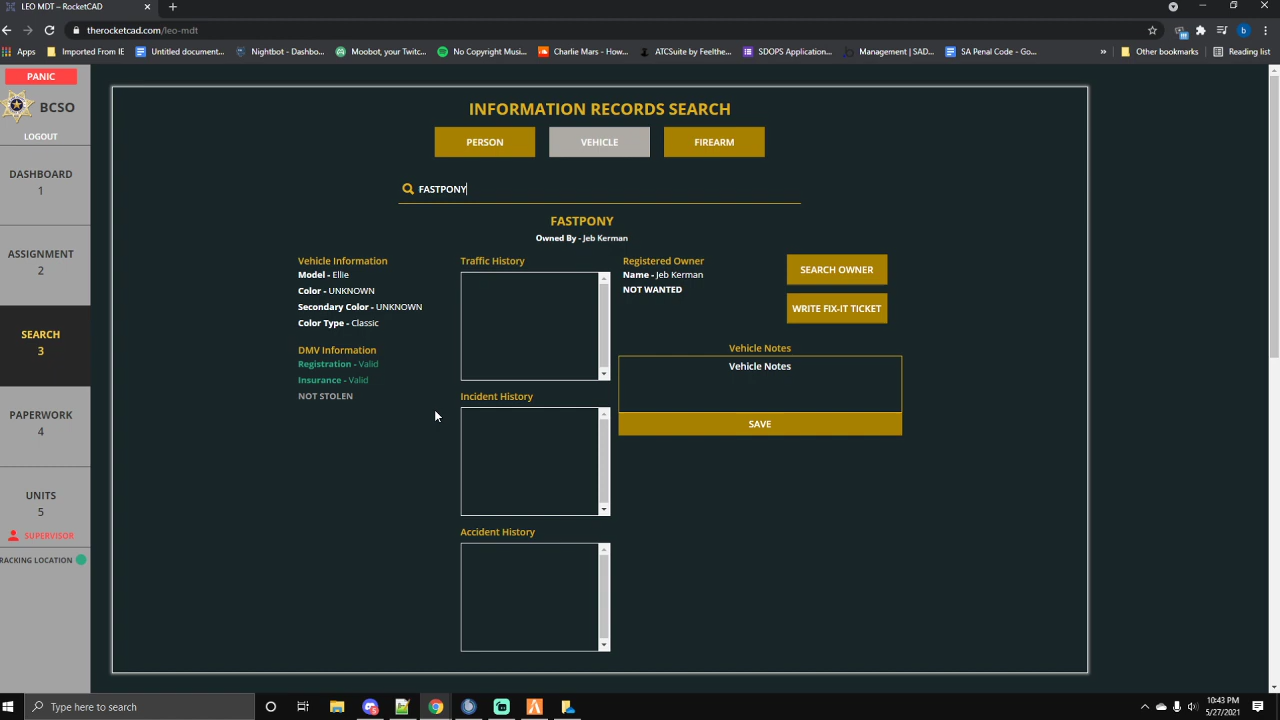 LEO MDT – RocketCAD
therocketcad.com/leo-mdt
Apps
Imported From IE
Untitled document...
Nightbot - Dashbo...
Moobot, your Twitc...
No Copyright Musi...
Charlie Mars - How...
ATCSuite by Feelthe...
SDOPS Application...
Management | SAD...
SA Penal Code - Go...
Other bookmarks
Reading list
PANIC
BCSO
LOGOUT
DASHBOARD
1
ASSIGNMENT
2
SEARCH
3
PAPERWORK
4
UNITS
5
SUPERVISOR
RACKING LOCATION
INFORMATION RECORDS SEARCH
PERSON
VEHICLE
FIREARM
FASTPONY
FASTPONY
Owned By - Jeb Kerman
Vehicle Information
Model - Ellie
Color - UNKNOWN
Secondary Color - UNKNOWN
Color Type - Classic
DMV Information
Registration - Valid
Insurance - Valid
NOT STOLEN
Traffic History
Incident History
Accident History
Registered Owner
Name - Jeb Kerman
NOT WANTED
SEARCH OWNER
WRITE FIX-IT TICKET
Vehicle Notes
Vehicle Notes
SAVE
Type here to search
10:43 PM
5/27/2021